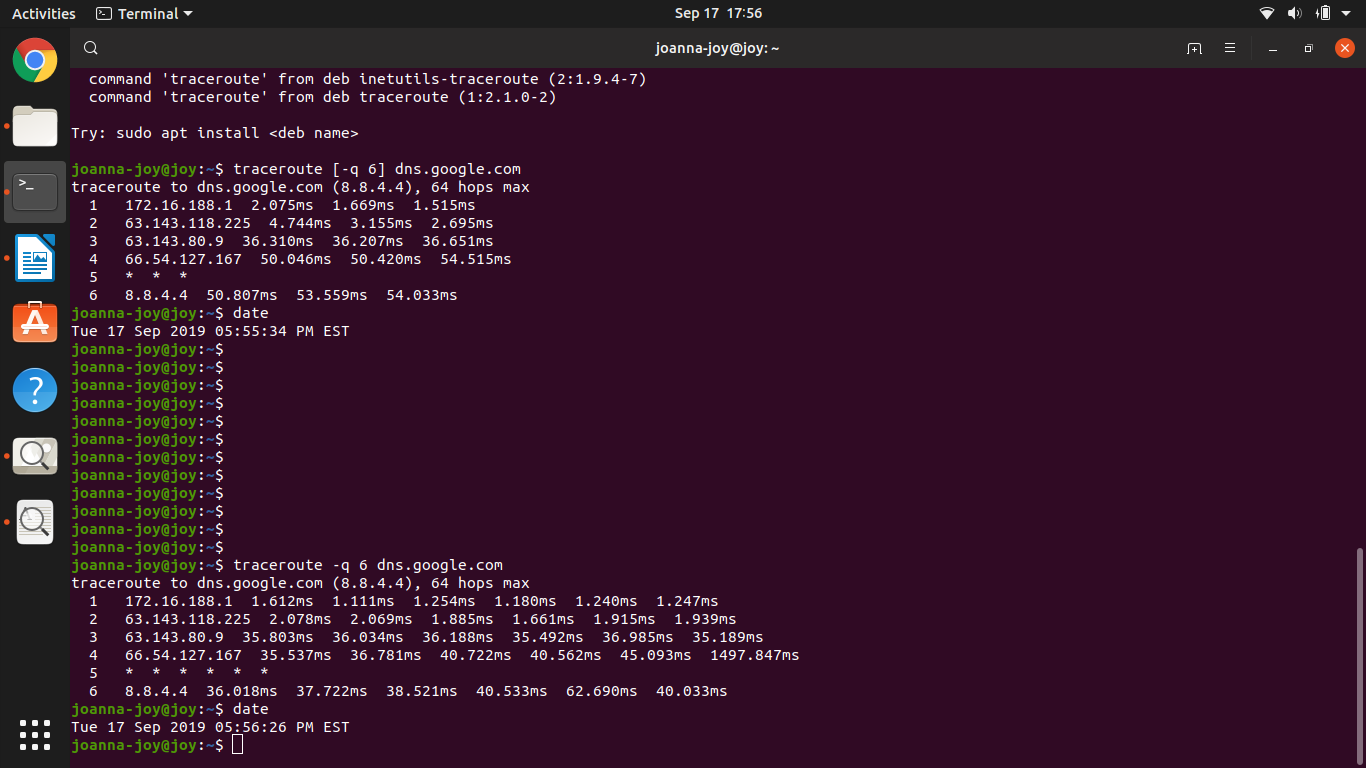 Activities Terminal Sep 17 17:56
joanna-joy@joy: ~
command 'traceroute' from deb inetutils-traceroute (2:1.9.4-7)
command 'traceroute' from deb traceroute (1:2.1.0-2)
Try: sudo apt install <deb name>
joanna-joy@joy:~$ traceroute [-q 6] dns.google.com
traceroute to dns.google.com (8.8.4.4), 64 hops max
1 172.16.188.1 2.075ms 1.669ms 1.515ms
2 63.143.118.225 4.744ms 3.155ms 2.695ms
3 63.143.80.9 36.310ms 36.207ms 36.651ms
4 66.54.127.167 50.046ms 50.420ms 54.515ms
5 * * *
6 8.8.4.4 50.807ms 53.559ms 54.033ms
joanna-joy@joy:~$ date
Tue 17 Sep 2019 05:55:34 PM EST
joanna-joy@joy:~$
joanna-joy@joy:~$
joanna-joy@joy:~$
joanna-joy@joy:~$
joanna-joy@joy:~$
joanna-joy@joy:~$
joanna-joy@joy:~$
joanna-joy@joy:~$
joanna-joy@joy:~$
joanna-joy@joy:~$
joanna-joy@joy:~$
joanna-joy@joy:~$
joanna-joy@joy:~$ traceroute -q 6 dns.google.com
traceroute to dns.google.com (8.8.4.4), 64 hops max
1 172.16.188.1 1.612ms 1.111ms 1.254ms 1.180ms 1.240ms 1.247ms
2 63.143.118.225 2.078ms 2.069ms 1.885ms 1.661ms 1.915ms 1.939ms
3 63.143.80.9 35.803ms 36.034ms 36.188ms 35.492ms 36.985ms 35.189ms
4 66.54.127.167 35.537ms 36.781ms 40.722ms 40.562ms 45.093ms 1497.847ms
5 * * * * * *
6 8.8.4.4 36.018ms 37.722ms 38.521ms 40.533ms 62.690ms 40.033ms
joanna-joy@joy:~$ date
Tue 17 Sep 2019 05:56:26 PM EST
joanna-joy@joy:~$